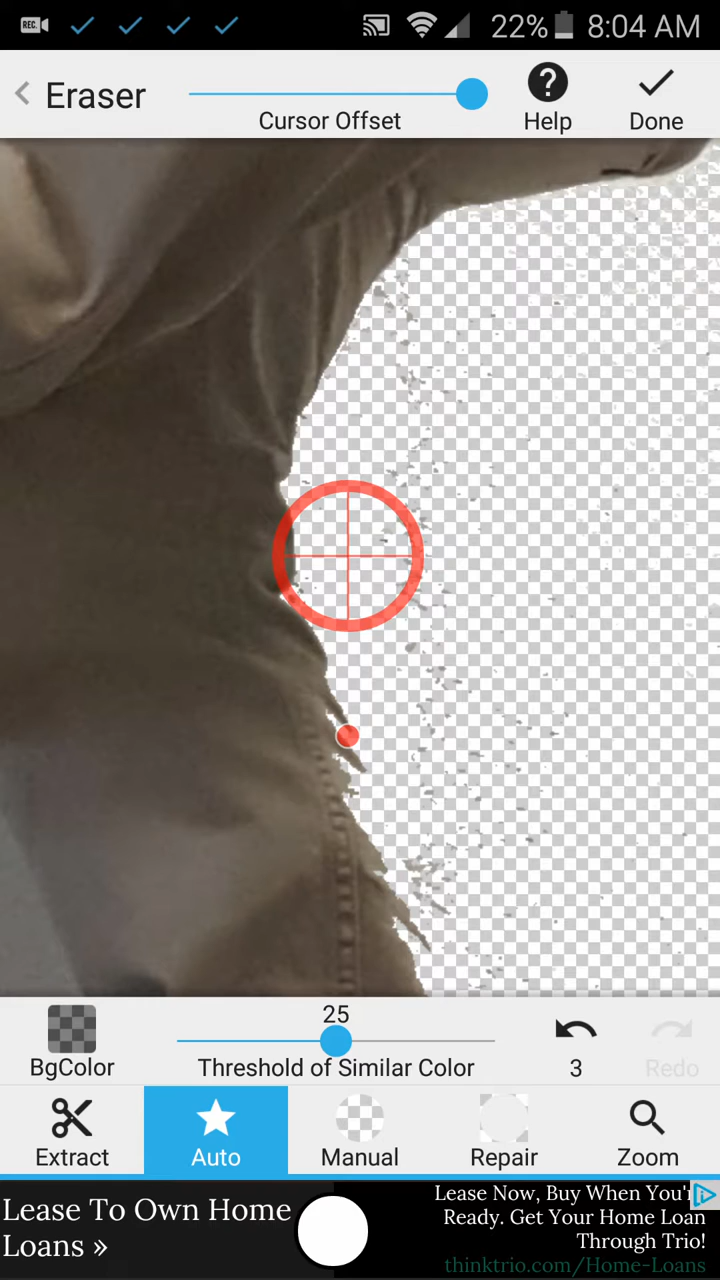 REC.
22%
8:04 AM
Eraser
Cursor Offset
Help
Done
25
BgColor
Threshold of Similar Color
3
Redo
Extract
Auto
Manual
Repair
Zoom
Lease To Own Home
Loans »
Lease Now, Buy When You'r
Ready. Get Your Home Loan
Through Trio!
thinktrio.com/Home-Loans